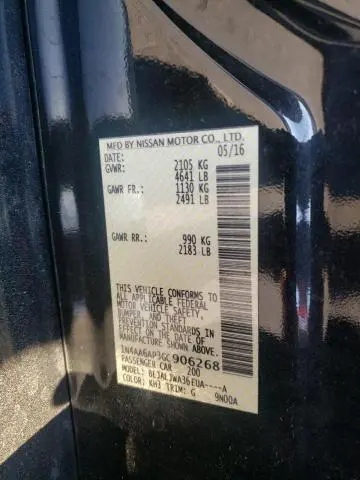 MFD BY NISSAN MOTOR CO., LTD.
DATE: 05/16
GVWR: 2105 KG
4641 LB
GAWR FR.: 1130 KG
2491 LB
GAWR RR.: 990 KG
2183 LB
THIS VEHICLE CONFORMS TO
ALL APPLICABLE FEDERAL
MOTOR VEHICLE SAFETY,
BUMPER, AND THEFT
PREVENTION STANDARDS IN
EFFECT ON THE DATE OF
MANUFACTURE SHOWN
ABOVE.
1N4AA6AP3GC906268
PASSENGER CAR 200
MODEL: BLJALJWA36EUA----A
COLOR: KH3 TRIM: G 9N00A